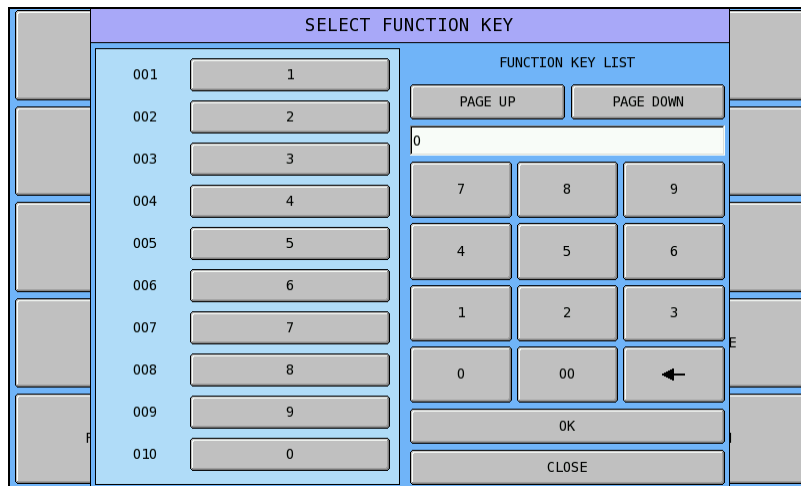 SELECT FUNCTION KEY
001 1
002 2
003 3
004 4
005 5
006 6
007 7
008 8
009 9
010 0
FUNCTION KEY LIST
PAGE UP PAGE DOWN
0
7 8 9
4 5 6
1 2 3
0 00
OK
CLOSE
E
F